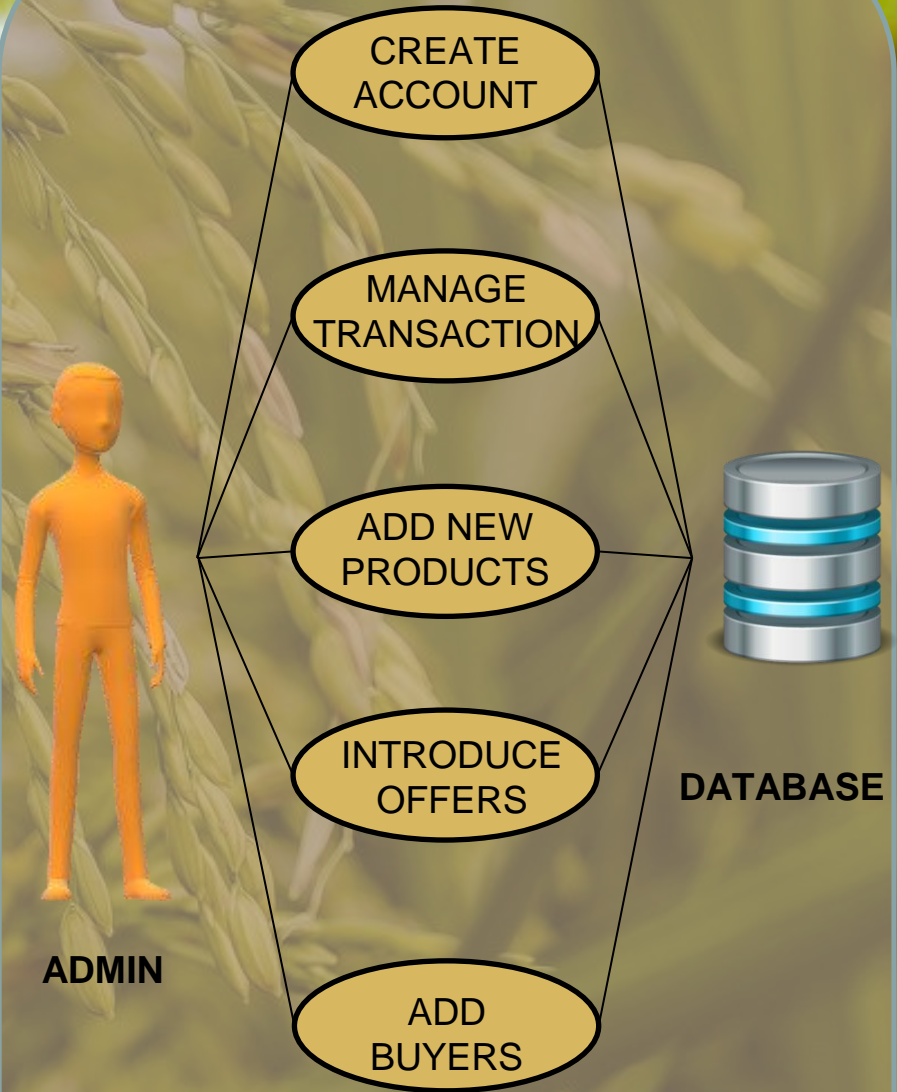 CREATE
ACCOUNT
MANAGE
TRANSACTION
ADD NEW
PRODUCTS
INTRODUCE
OFFERS
DATABASE
ADMIN
ADD
BUYERS